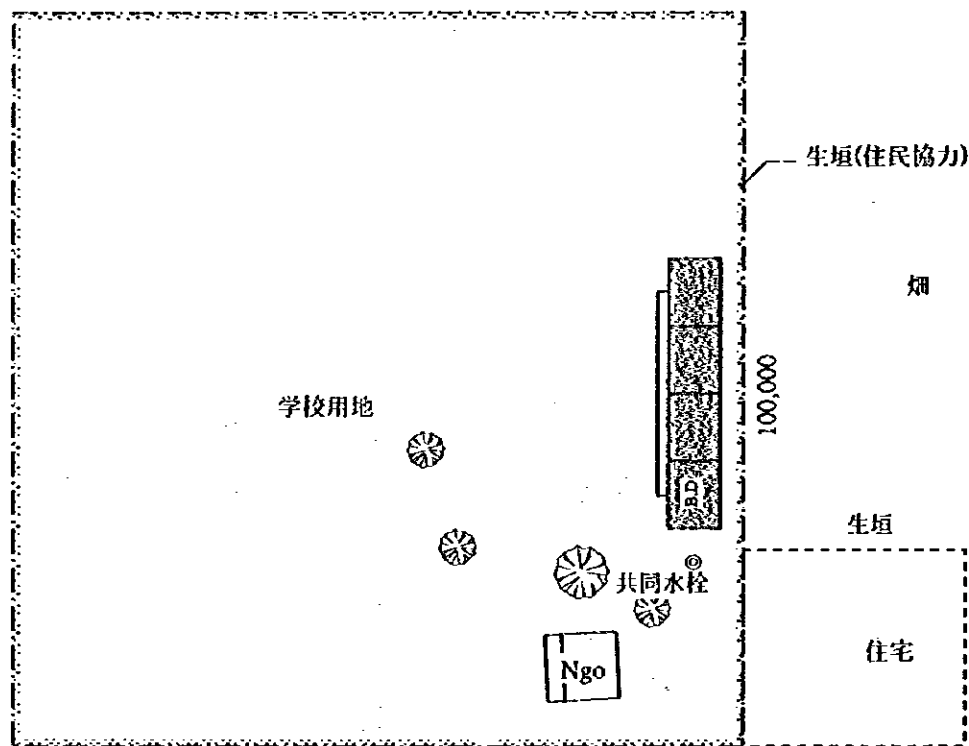 生垣(住民協力)
畑
100,000
学校用地
B.D
生垣
共同水栓
住宅
Ngo